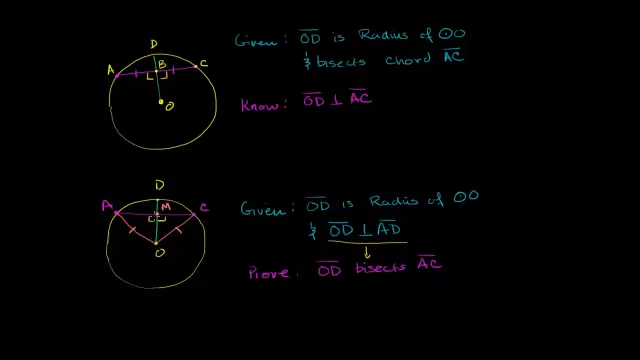 D
Given: OD is Radius of ⊙O
& bisects chord AC
A
B
C
O
Know: OD ⊥ AC
D
A
M
C
O
Given: OD is Radius of ⊙O
& OD ⊥ AD
Prove: OD bisects AC